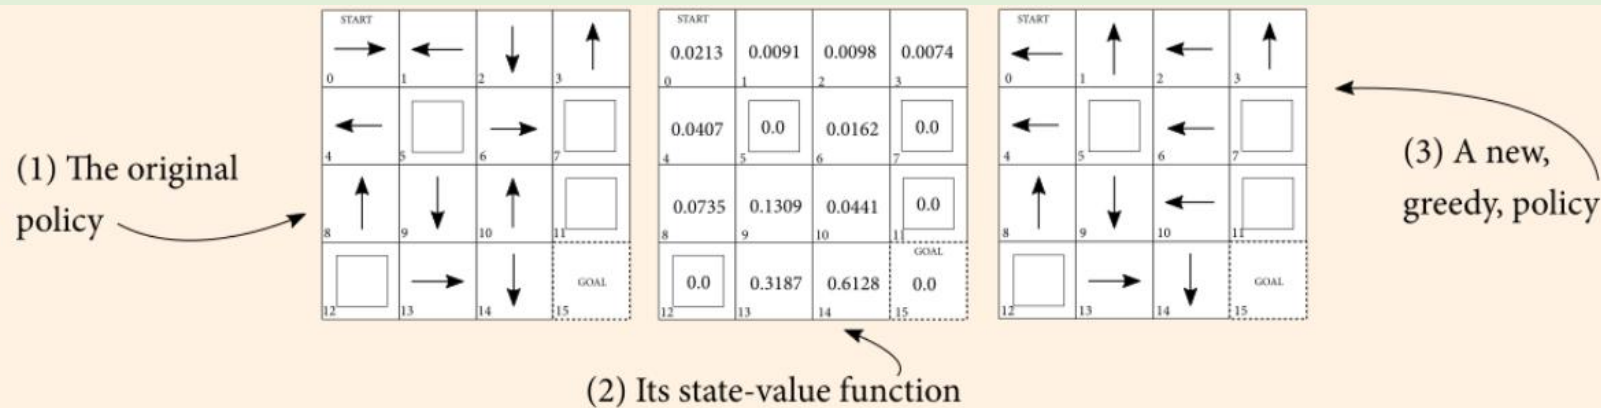 (1) The original
policy
START
0 1 2 3
4 5 6 7
8 9 10 11
GOAL
12 13 14 15
START
0.0213 0.0091 0.0098 0.0074
0 1 2 3
0.0407 0.0 0.0162 0.0
4 5 6 7
0.0735 0.1309 0.0441 0.0
8 9 10 11
GOAL
0.0 0.3187 0.6128 0.0
12 13 14 15
(2) Its state-value function
START
0 1 2 3
4 5 6 7
8 9 10 11
GOAL
12 13 14 15
(3) A new,
greedy, policy